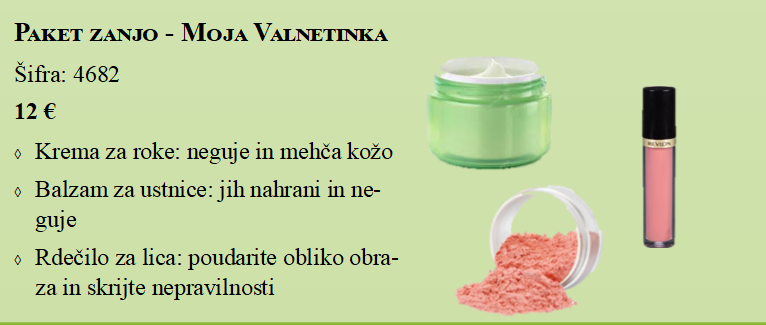 Paket zanjo - Moja Valnetinka
Šifra: 4682
12 €
◊ Krema za roke: neguje in mehča kožo
◊ Balzam za ustnice: jih nahrani in ne-
guje
◊ Rdečilo za lica: poudarite obliko obra-
za in skrijte nepravilnosti
REVLON